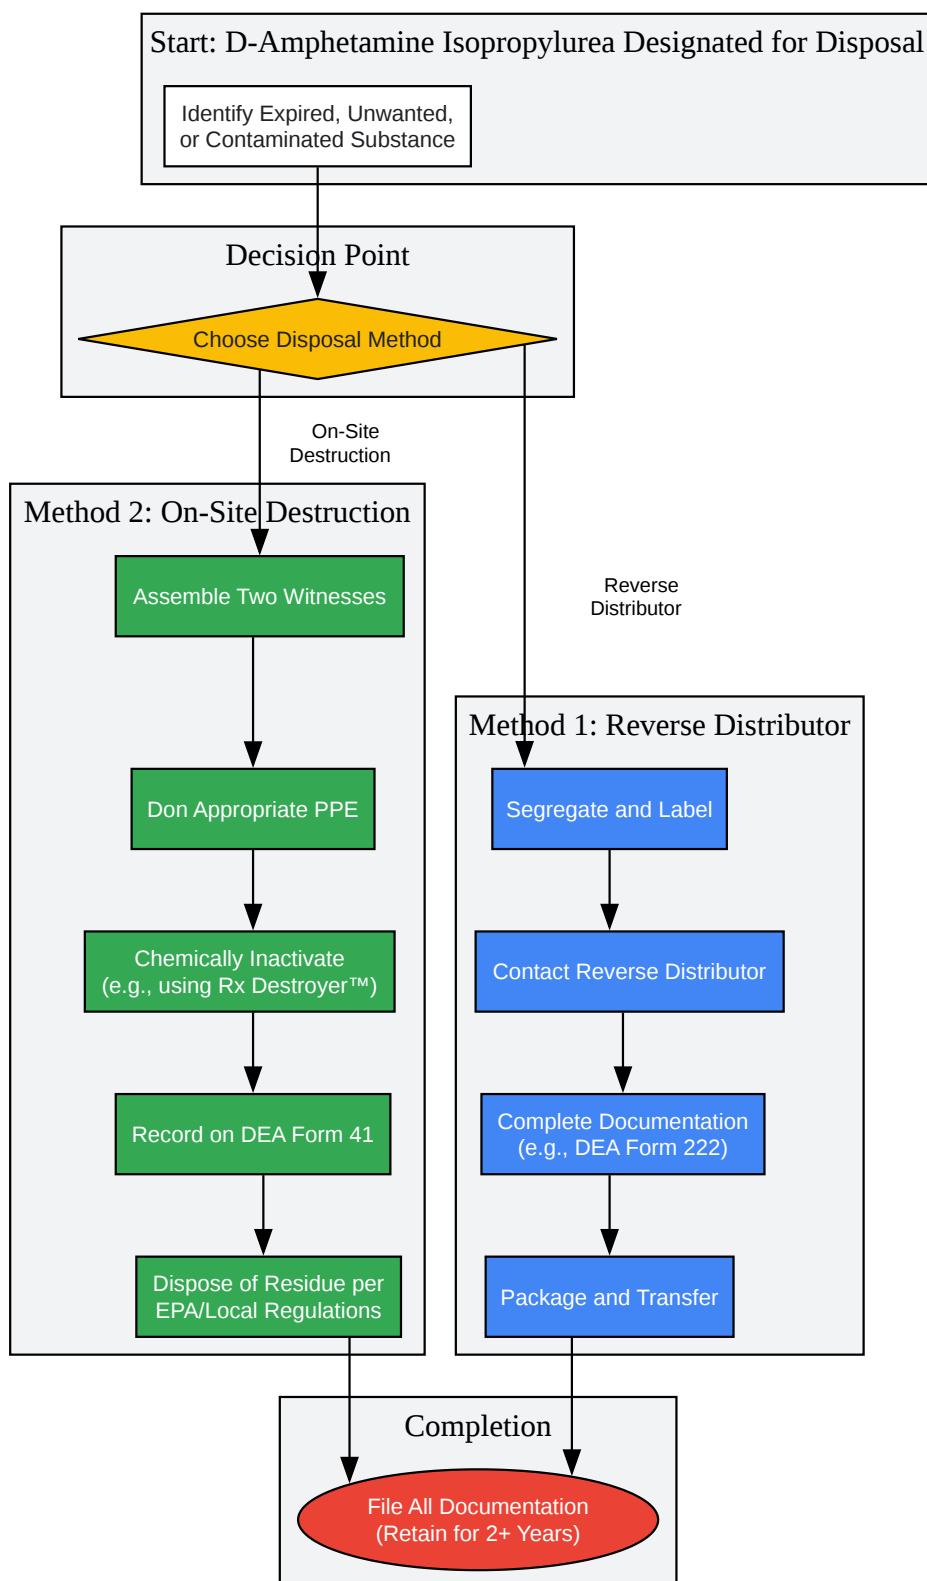 Start: D-Amphetamine Isopropylurea Designated for Disposal
Identify Expired, Unwanted,
or Contaminated Substance
Decision Point
Choose Disposal Method
On-Site
Destruction
Method 2: On-Site Destruction
Assemble Two Witnesses
Don Appropriate PPE
Chemically Inactivate
(e.g., using Rx Destroyer™)
Record on DEA Form 41
Dispose of Residue per
EPA/Local Regulations
Reverse
Distributor
Method 1: Reverse Distributor
Segregate and Label
Contact Reverse Distributor
Complete Documentation
(e.g., DEA Form 222)
Package and Transfer
Completion
File All Documentation
(Retain for 2+ Years)